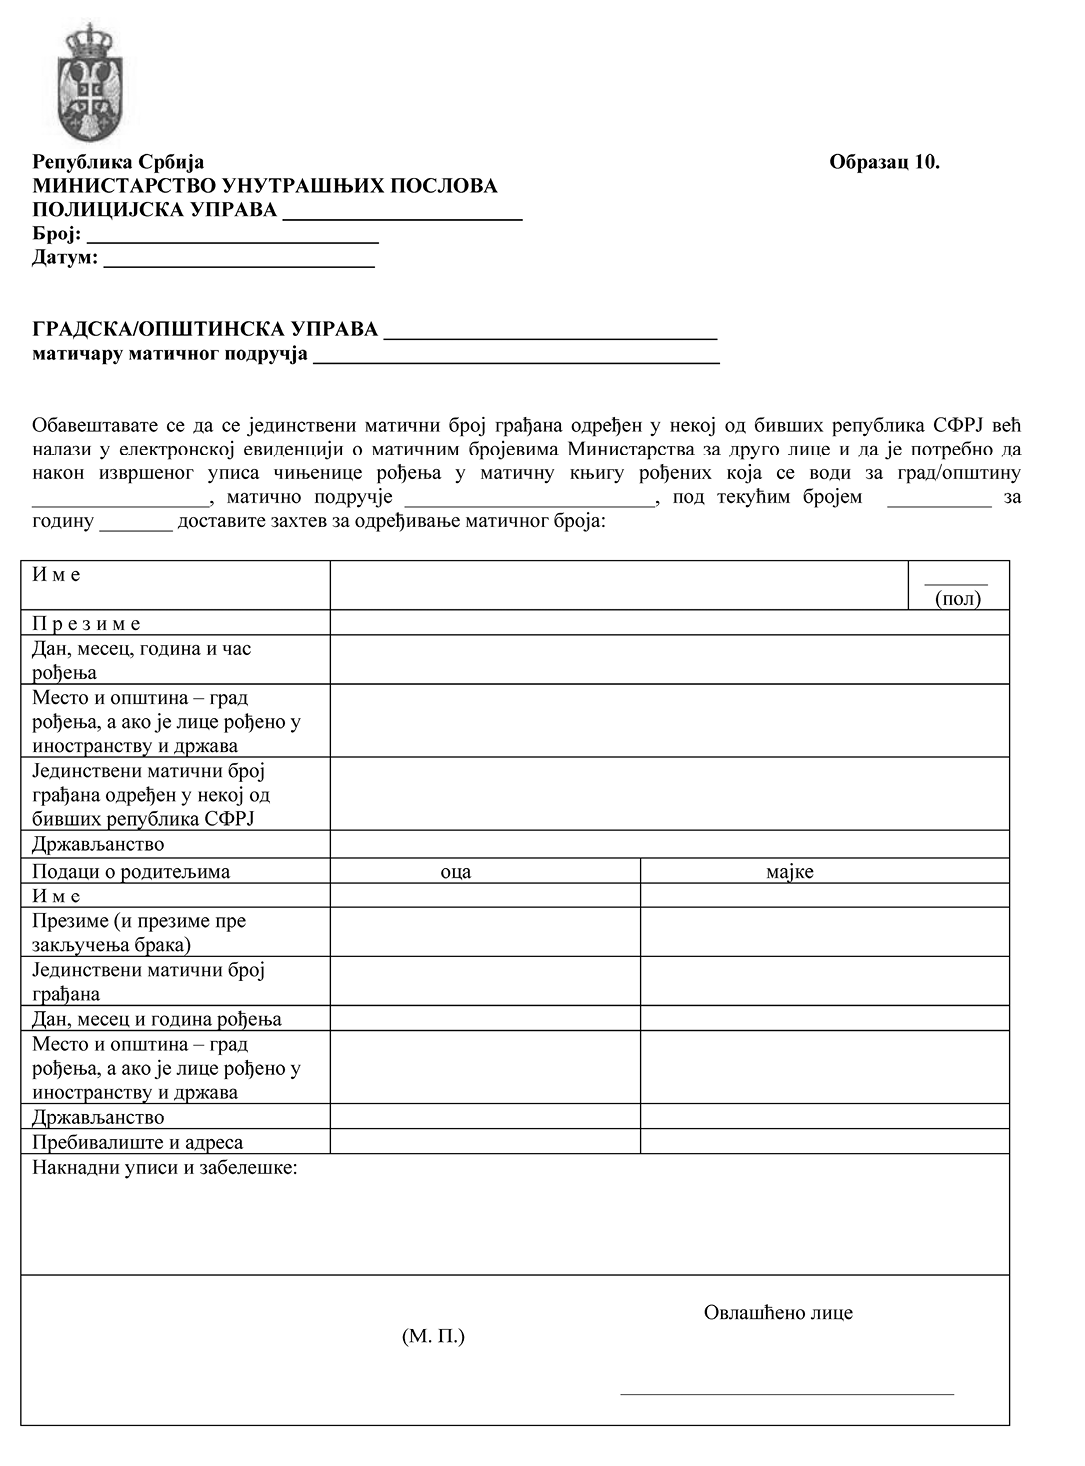 Република Србија
Образац 10.
МИНИСТАРСТВО УНУТРАШЊИХ ПОСЛОВА
ПОЛИЦИЈСКА УПРАВА ______________________
Број: ___________________________
Датум: _________________________
ГРАДСКА/ОПШТИНСКА УПРАВА _______________________________
матичару матичног подручја ______________________________________
Обавештавате се да се јединствени матични број грађана одређен у некој од бивших република СФРЈ већ
налази у електронској евиденцији о матичним бројевима Министарства за друго лице и да је потребно да
након извршеног уписа чињенице рођења у матичну књигу рођених која се води за град/општину
_________________, матично подручје ________________________, под текућим бројем __________ за
годину _______ доставите захтев за одређивање матичног броја:
И м е
______
(пол)
П р е з и м е
Дан, месец, година и час
рођења
Место и општина – град
рођења, а ако је лице рођено у
иностранству и држава
Јединствени матични број
грађана одређен у некој од
бивших република СФРЈ
Држављанство
Подаци о родитељима
оца
мајке
И м е
Презиме (и презиме пре
закључења брака)
Јединствени матични број
грађана
Дан, месец и година рођења
Место и општина – град
рођења, а ако је лице рођено у
иностранству и држава
Држављанство
Пребивалиште и адреса
Накнадни уписи и забелешке:
Овлашћено лице
(М. П.)
________________________________